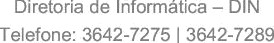 Diretoria de Informática – DIN
Telefone: 3642-7275 | 3642-7289